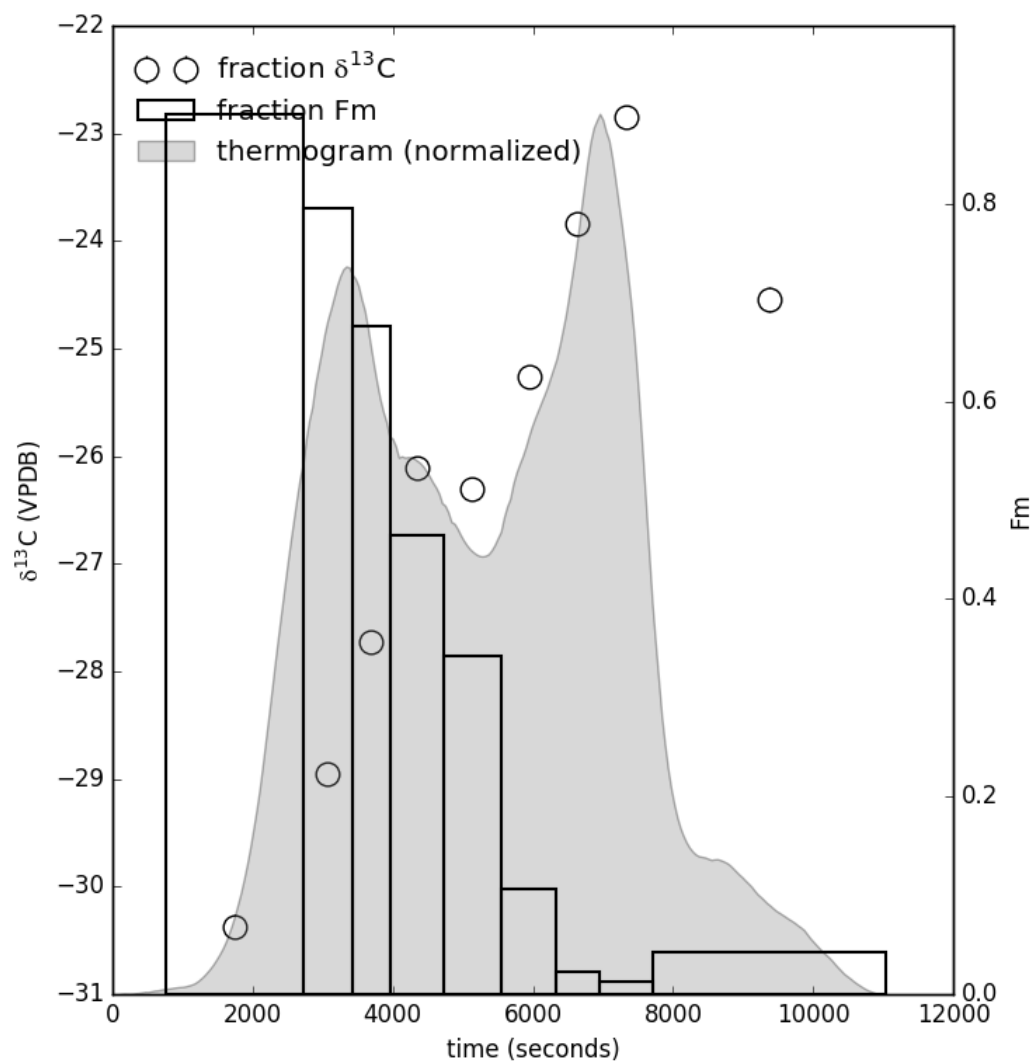 −22
−23
−24
−25
−26
−27
−28
−29
−30
−31
δ¹³C (VPDB)
fraction δ¹³C
fraction Fm
thermogram (normalized)
0.8
0.6
0.4
0.2
0.0
Fm
0 2000 4000 6000 8000 10000 12000
time (seconds)